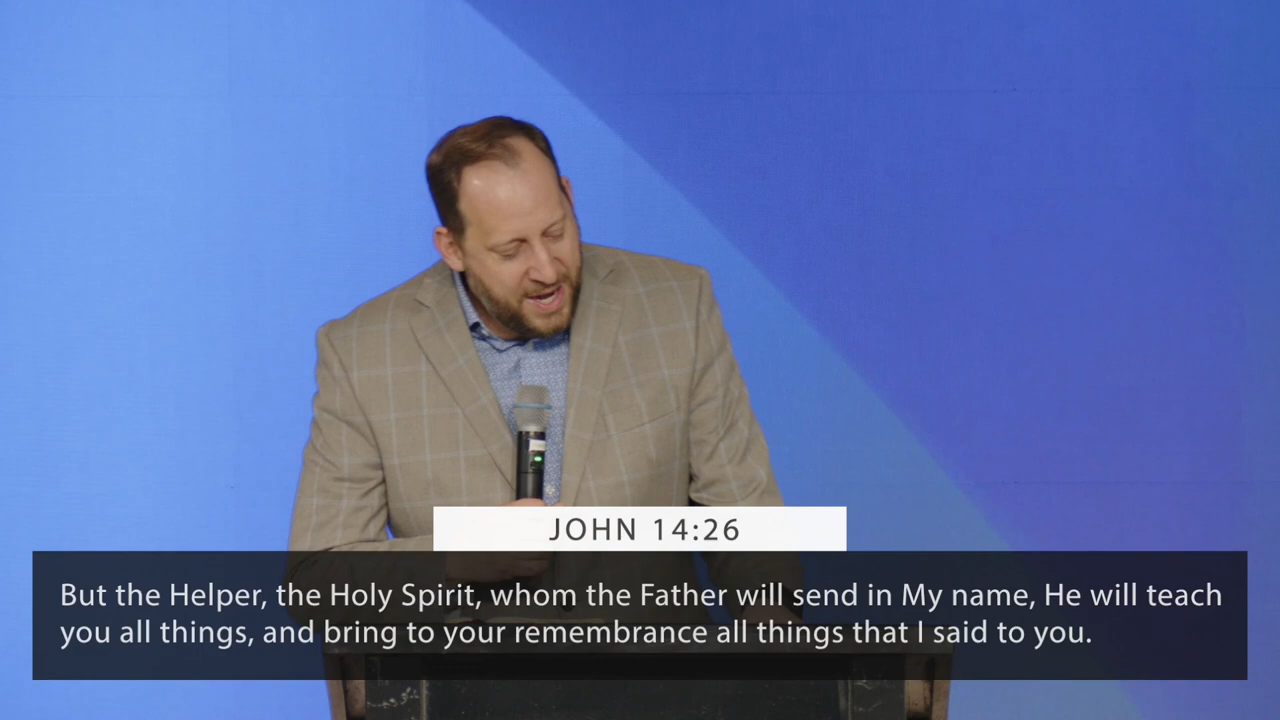 JOHN 14:26
But the Helper, the Holy Spirit, whom the Father will send in My name, He will teach
you all things, and bring to your remembrance all things that I said to you.